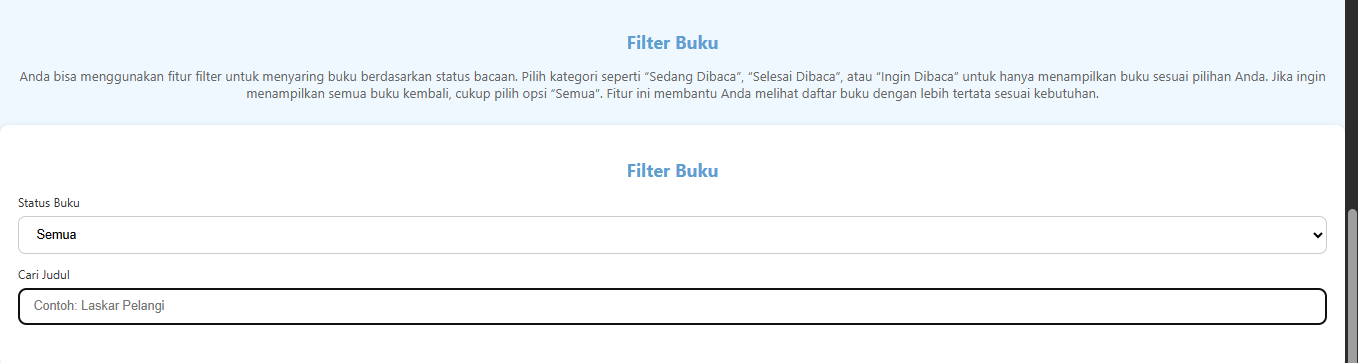 Filter Buku
Anda bisa menggunakan fitur filter untuk menyaring buku berdasarkan status bacaan. Pilih kategori seperti “Sedang Dibaca”, “Selesai Dibaca”, atau “Ingin Dibaca” untuk hanya menampilkan buku sesuai pilihan Anda. Jika ingin
menampilkan semua buku kembali, cukup pilih opsi “Semua”. Fitur ini membantu Anda melihat daftar buku dengan lebih tertata sesuai kebutuhan.
Filter Buku
Status Buku
Semua
Cari Judul
Contoh: Laskar Pelangi